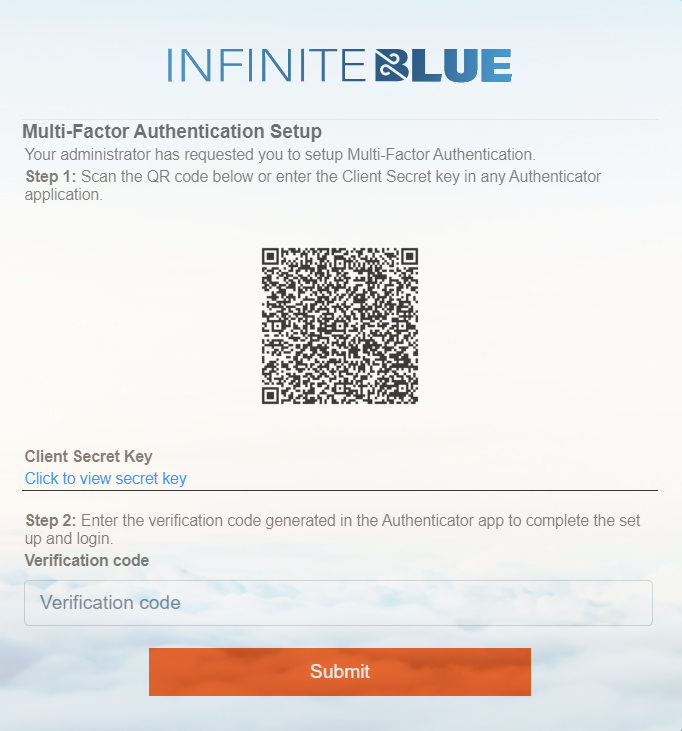 INFINITEBLUE
Multi-Factor Authentication Setup
Your administrator has requested you to setup Multi-Factor Authentication.
Step 1: Scan the QR code below or enter the Client Secret key in any Authenticator
application.
Client Secret Key
Click to view secret key
Step 2: Enter the verification code generated in the Authenticator app to complete the set
up and login.
Verification code
Verification code
Submit